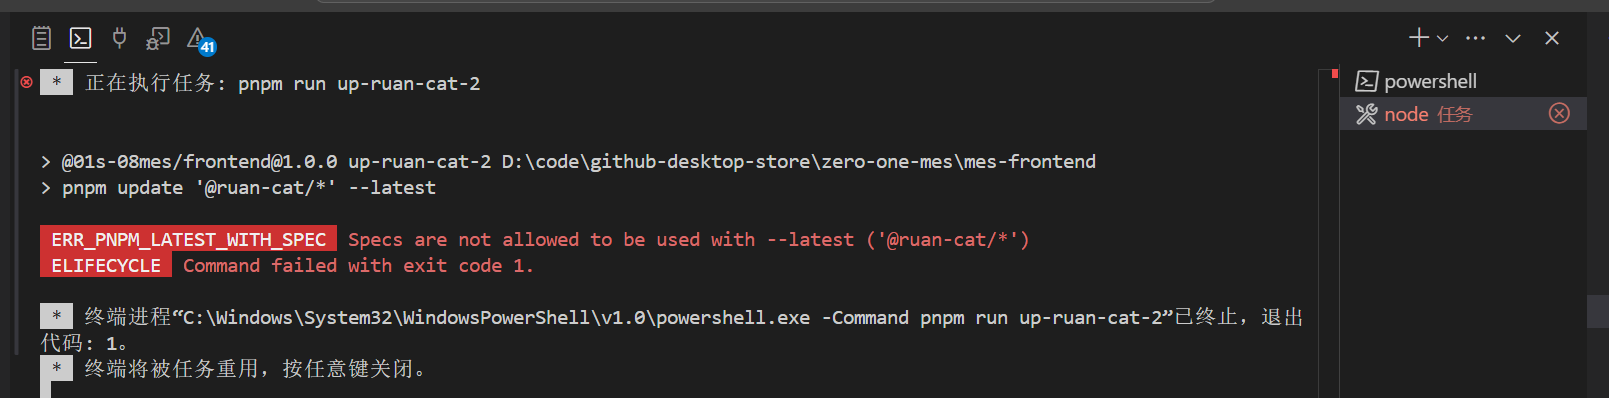 41
* 正在执行任务: pnpm run up-ruan-cat-2
powershell
node 任务
> @01s-08mes/frontend@1.0.0 up-ruan-cat-2 D:\code\github-desktop-store\zero-one-mes\mes-frontend
> pnpm update '@ruan-cat/*' --latest
ERR_PNPM_LATEST_WITH_SPEC Specs are not allowed to be used with --latest ('@ruan-cat/*')
ELIFECYCLE Command failed with exit code 1.
* 终端进程“C:\Windows\System32\WindowsPowerShell\v1.0\powershell.exe -Command pnpm run up-ruan-cat-2”已终止，退出
代码: 1。
* 终端将被任务重用，按任意键关闭。